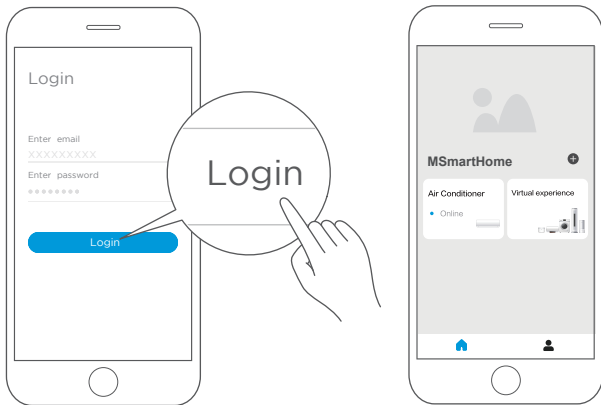 Login
Enter email
XXXXXXXXX
Enter password
Login
Login
MSmartHome
Air Conditioner
Online
Virtual experience